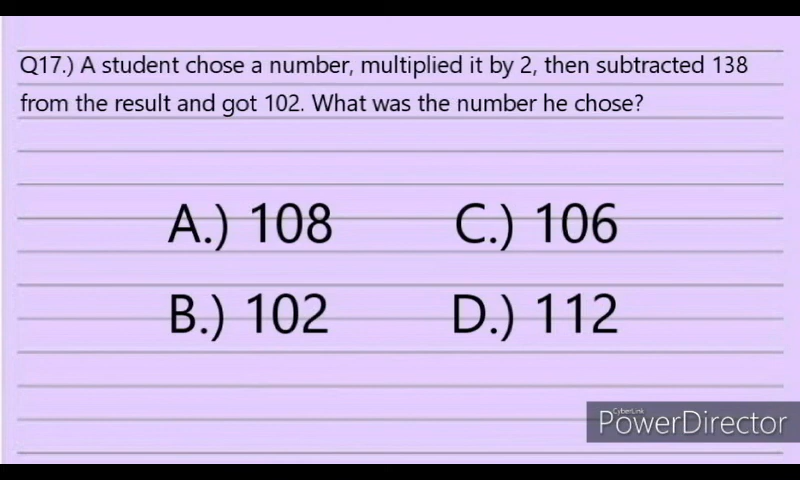 Q17.) A student chose a number, multiplied it by 2, then subtracted 138
from the result and got 102. What was the number he chose?
A.) 108 C.) 106
B.) 102 D.) 112
CyberLink
PowerDirector